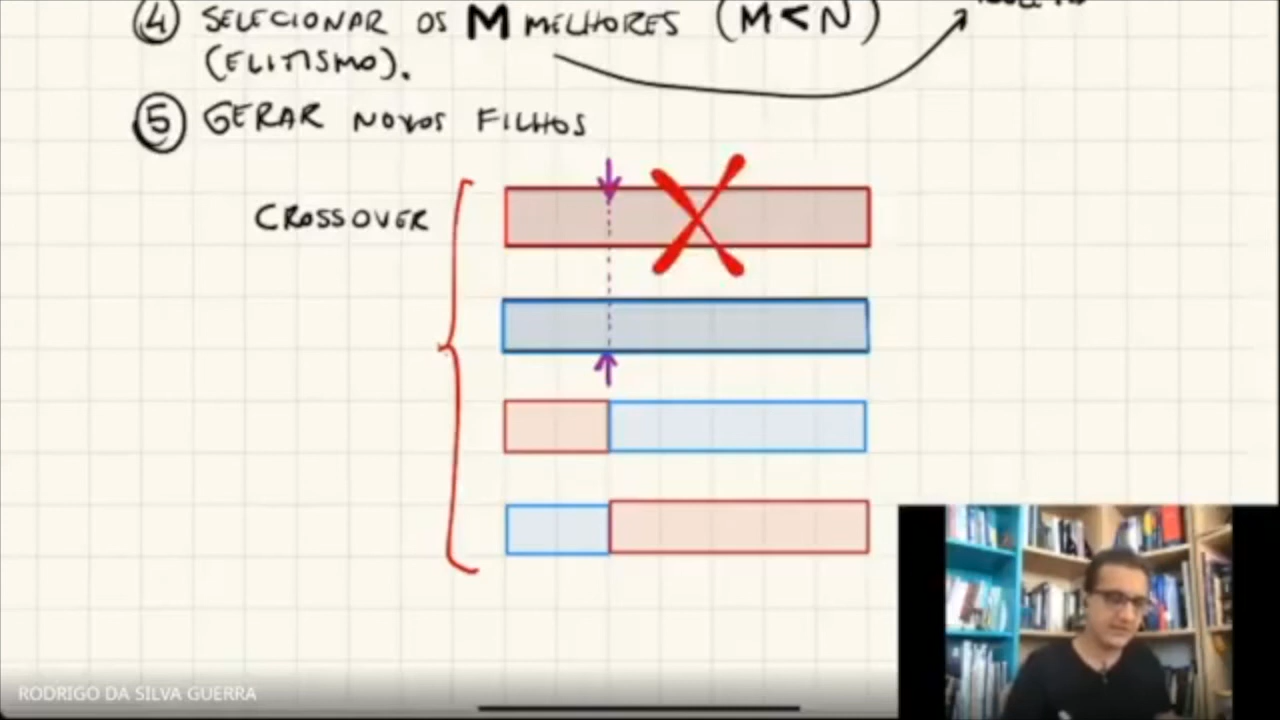 ④ SELECIONAR OS M MELHORES (M < N)
(ELITISMO).
⑤ GERAR NOVOS FILHOS
CROSSOVER
RODRIGO DA SILVA GUERRA